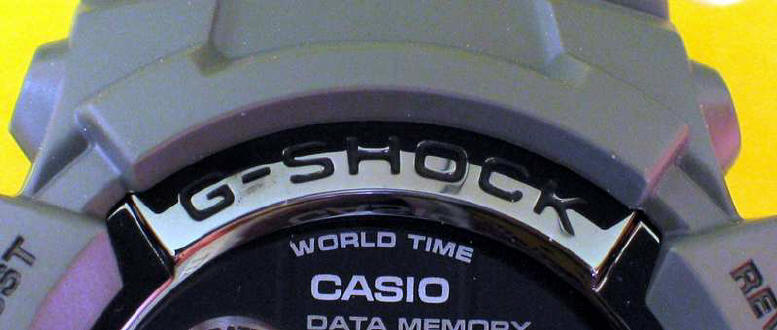 G-SHOCK
WORLD TIME
CASIO
DATA MEMORY